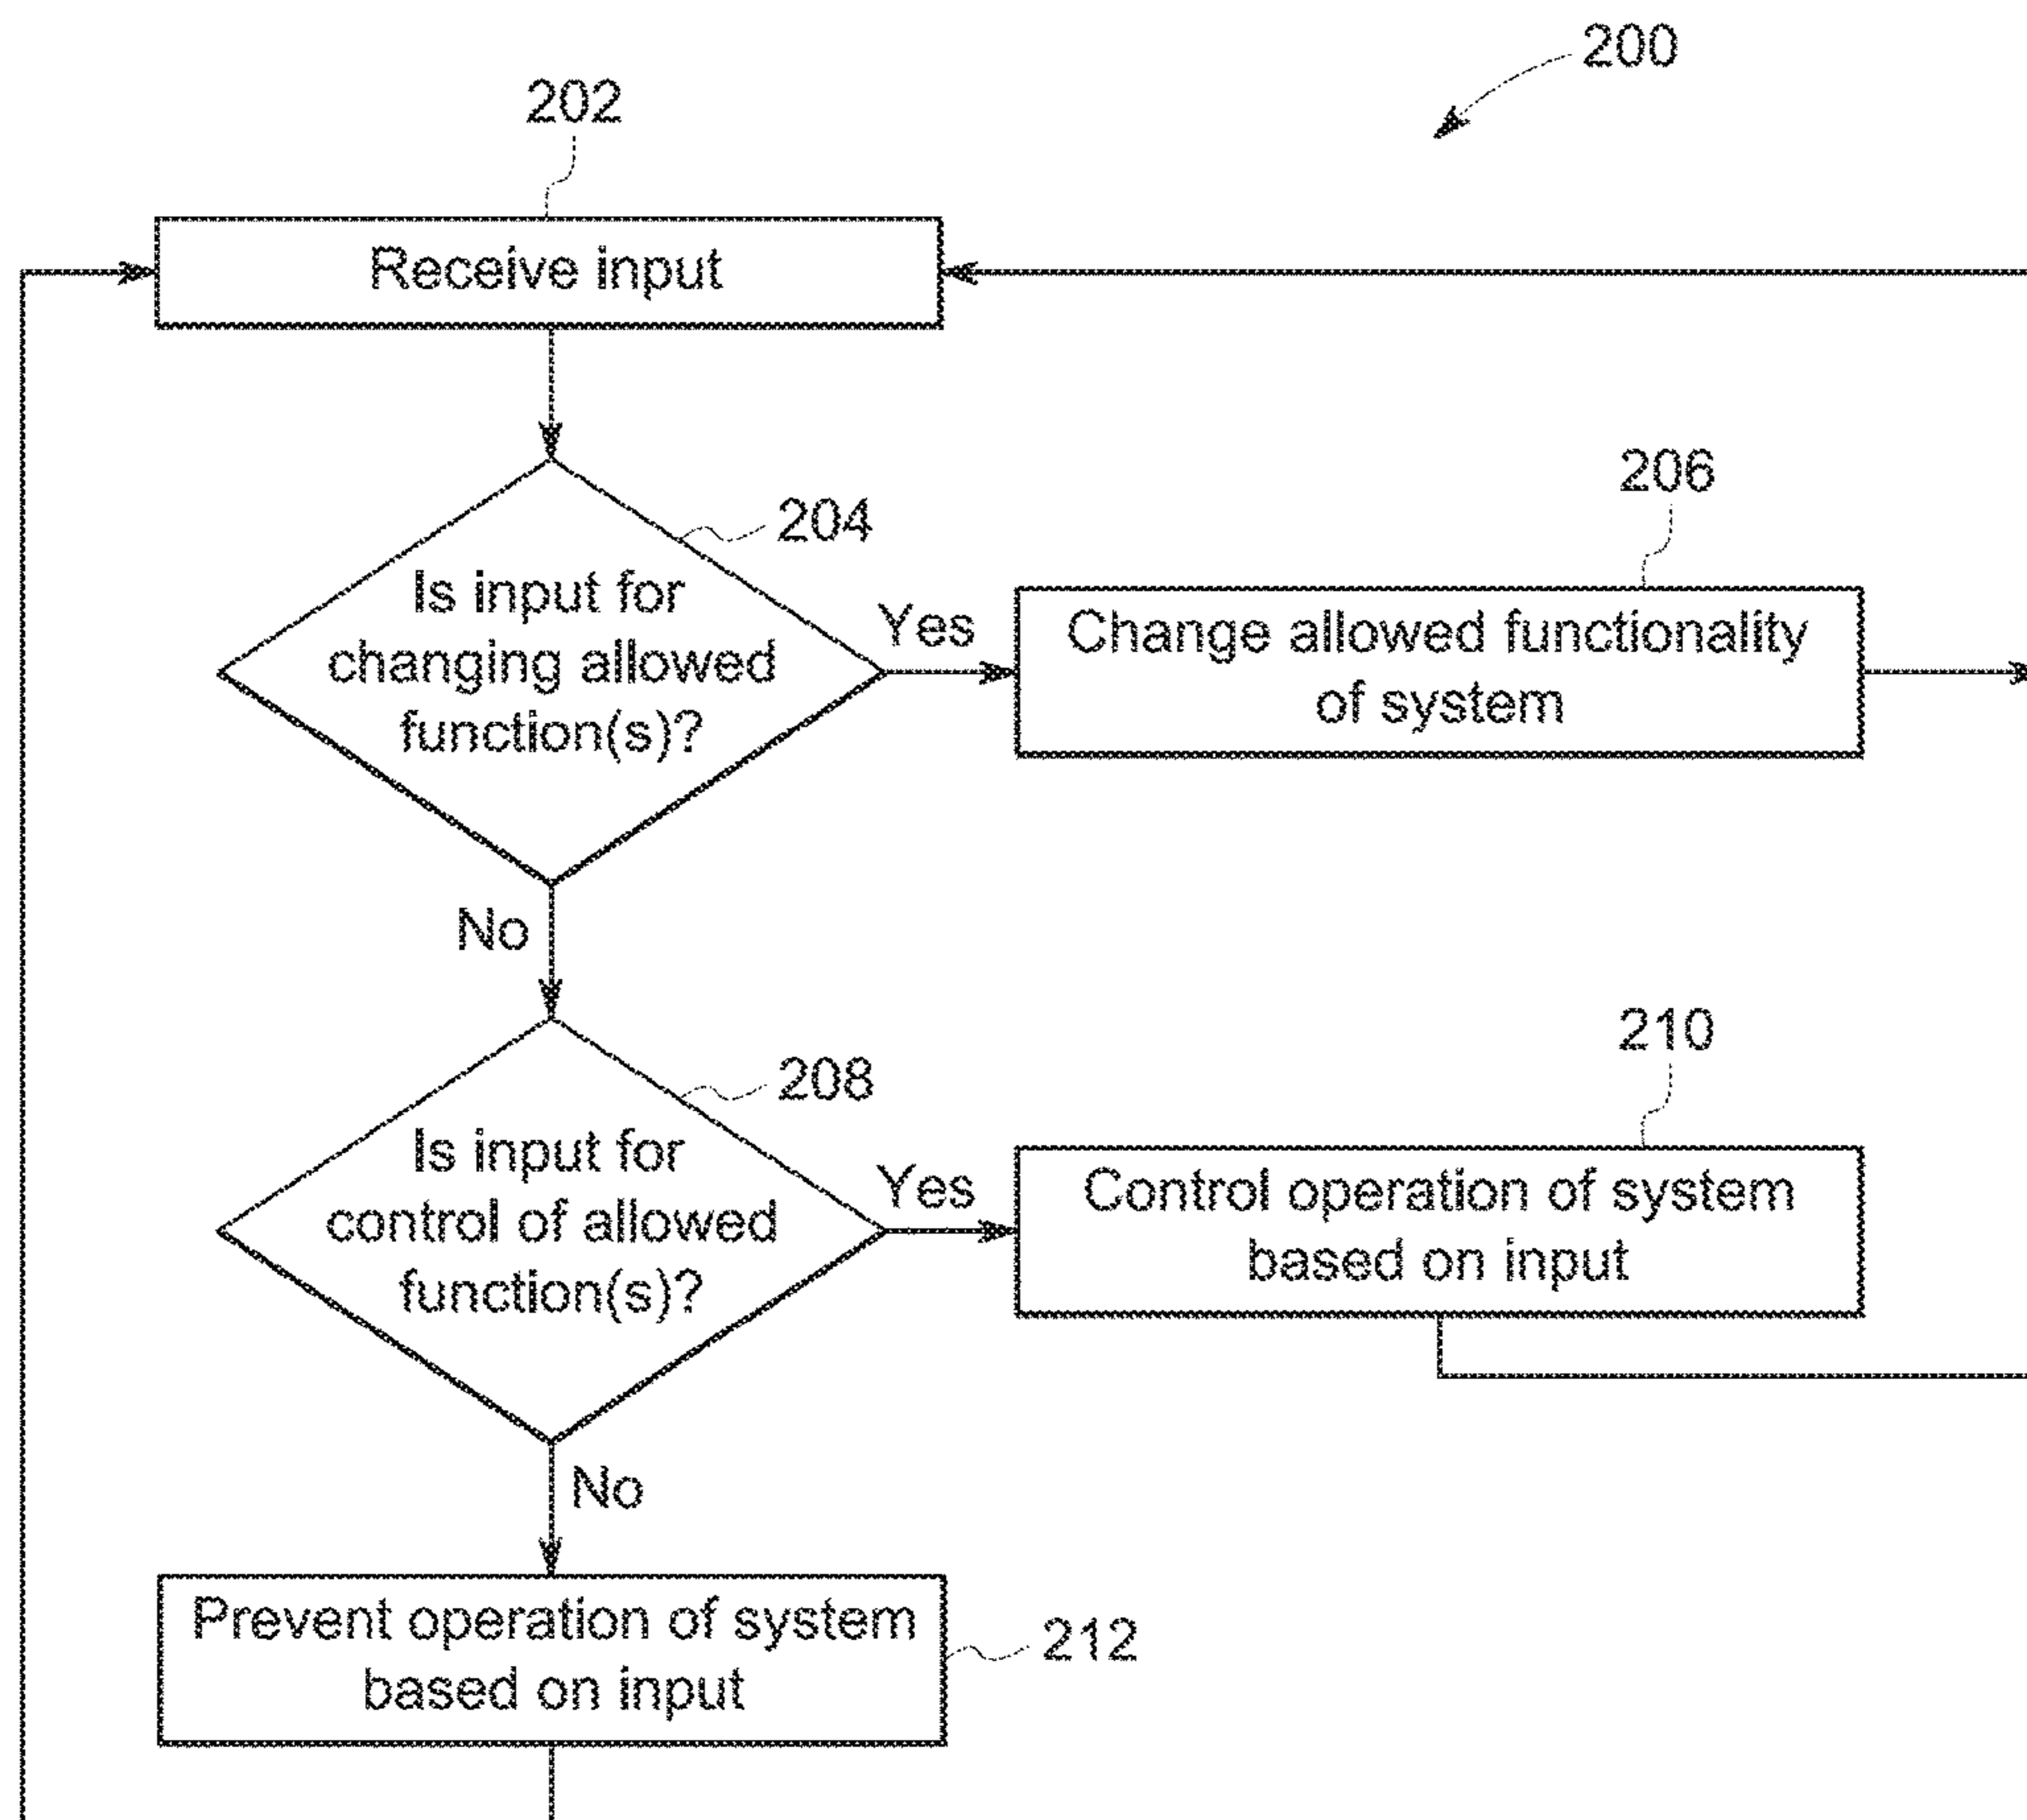 200
202
Receive input
204
Is input for
changing allowed
function(s)?
Yes
206
Change allowed functionality
of system
No
208
Is input for
control of allowed
function(s)?
Yes
210
Control operation of system
based on input
No
Prevent operation of system
based on input
212